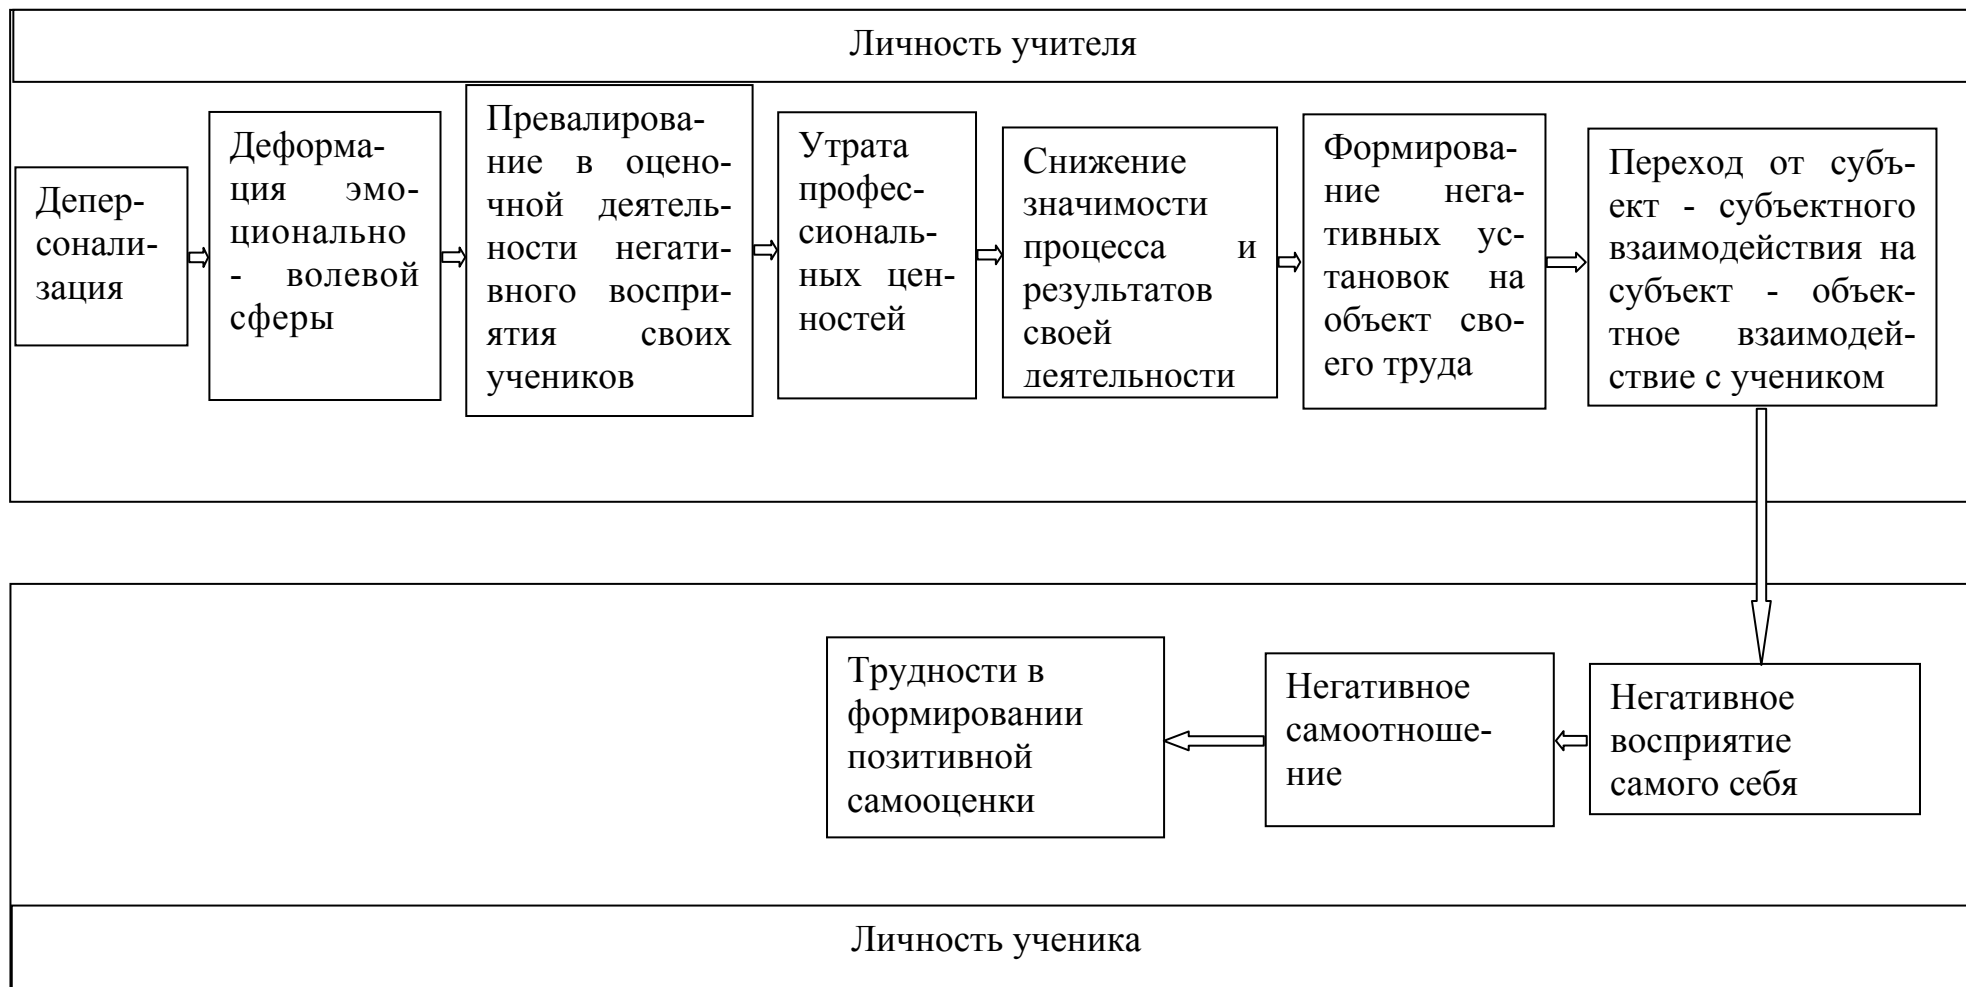 Личность учителя
Депер-
сонали-
зация
Деформа-
ция эмо-
ционально
- волевой
сферы
Превалирова-
ние в оцено-
чной деятель-
ности негати-
вного воспри-
ятия своих
учеников
Утрата
профес-
сиональ-
ных цен-
ностей
Снижение
значимости
процесса и
результатов
своей
деятельности
Формирова-
ние нега-
тивных ус-
тановок на
объект сво-
его труда
Переход от субъ-
ект - субъектного
взаимодействия на
субъект - объек-
тное взаимодей-
ствие с учеником
Трудности в
формировании
позитивной
самооценки
Негативное
самоотноше-
ние
Негативное
восприятие
самого себя
Личность ученика